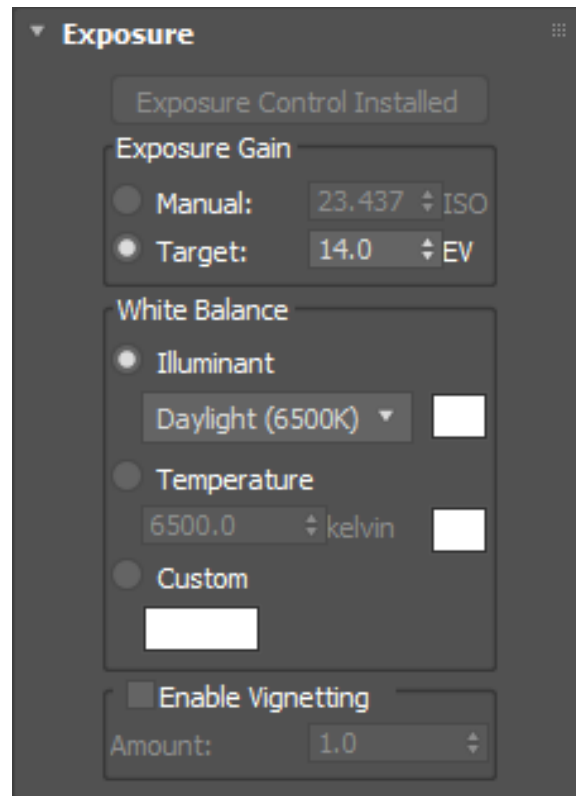 Exposure
Exposure Control Installed
Exposure Gain
Manual: 23.437 ISO
Target: 14.0 EV
White Balance
Illuminant
Daylight (6500K)
Temperature
6500.0 kelvin
Custom
Enable Vignetting
Amount: 1.0